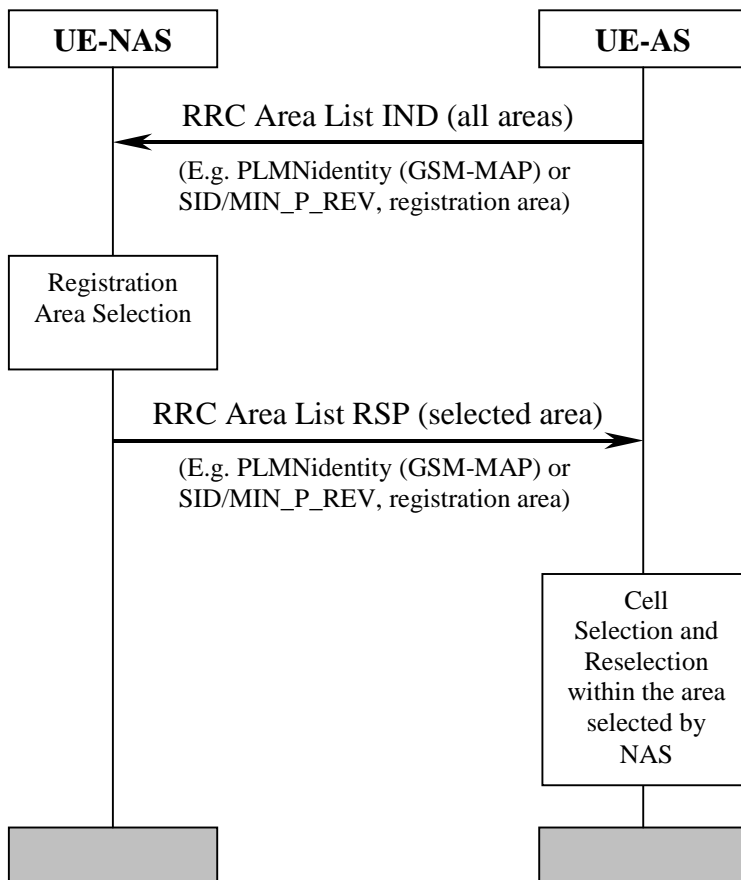 UE-NAS
UE-AS
RRC Area List IND (all areas)
(E.g. PLMNidentity (GSM-MAP) or
SID/MIN_P_REV, registration area)
Registration
Area Selection
RRC Area List RSP (selected area)
(E.g. PLMNidentity (GSM-MAP) or
SID/MIN_P_REV, registration area)
Cell
Selection and
Reselection
within the area
selected by
NAS